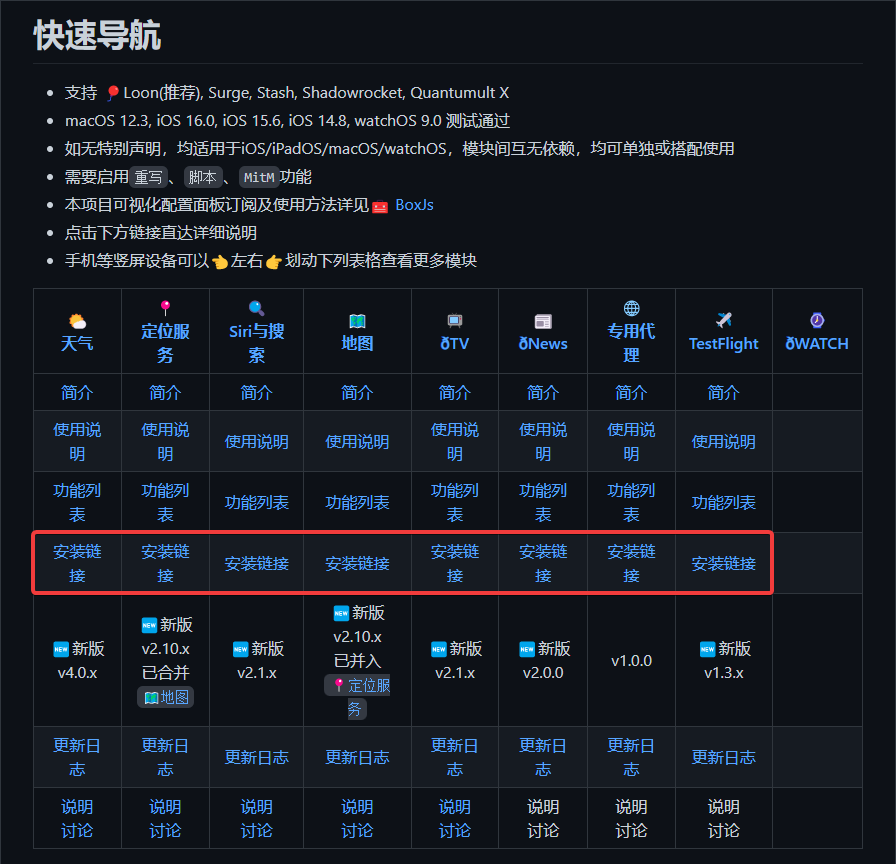 快速导航
支持 📍Loon(推荐), Surge, Stash, Shadowrocket, Quantumult X
macOS 12.3, iOS 16.0, iOS 15.6, iOS 14.8, watchOS 9.0 测试通过
如无特别声明，均适用于iOS/iPadOS/macOS/watchOS，模块间互无依赖，均可单独或搭配使用
需要启用 重写 、 脚本 、 MitM 功能
本项目可视化配置面板订阅及使用方法详见🧰 BoxJs
点击下方链接直达详细说明
手机等竖屏设备可以👈左右👉划动下列表格查看更多模块
天气 定位服务 Siri与搜索 地图 ðTV ðNews 专用代理 TestFlight ðWATCH
简介 简介 简介 简介 简介 简介 简介 简介
使用说明 使用说明 使用说明 使用说明 使用说明 使用说明 使用说明 使用说明
功能列表 功能列表 功能列表 功能列表 功能列表 功能列表 功能列表 功能列表
安装链接 安装链接 安装链接 安装链接 安装链接 安装链接 安装链接 安装链接
🆕新版 v4.0.x 🆕新版 v2.10.x 已合并 🗺️地图 🆕新版 v2.1.x 🆕新版 v2.10.x 已并入 📍定位服务 🆕新版 v2.1.x 🆕新版 v2.0.0 v1.0.0 🆕新版 v1.3.x
更新日志 更新日志 更新日志 更新日志 更新日志 更新日志 更新日志 更新日志
说明讨论 说明讨论 说明讨论 说明讨论 说明讨论 说明讨论 说明讨论 说明讨论